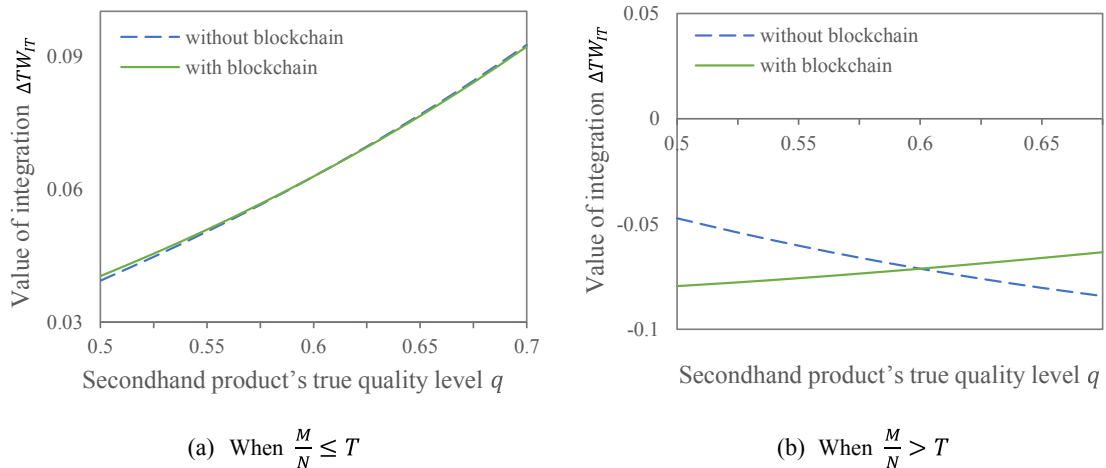 Value of integration ΔTW_IT
0.09
0.06
0.03
without blockchain
with blockchain
0.5 0.55 0.6 0.65 0.7
Secondhand product's true quality level q
(a) When M/N ≤ T
Value of integration ΔTW_IT
0.05
0
-0.05
-0.1
without blockchain
with blockchain
0.5 0.55 0.6 0.65
Secondhand product's true quality level q
(b) When M/N > T